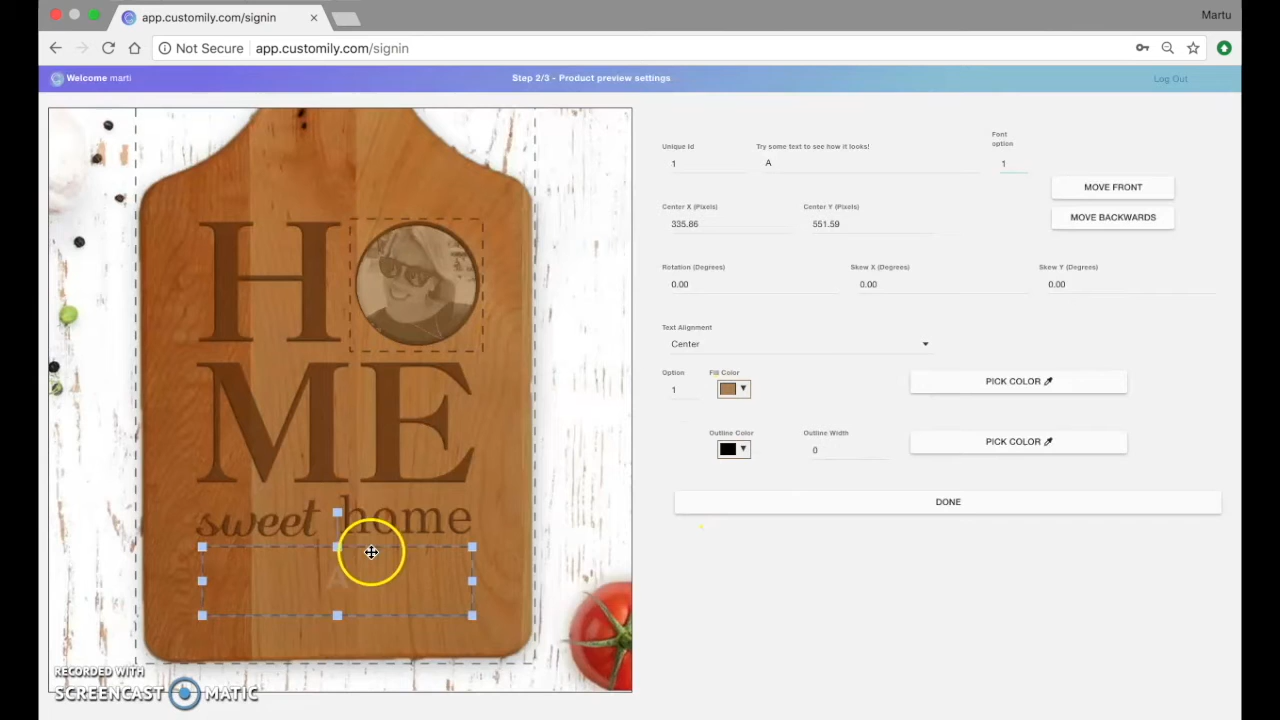 app.customily.com/signin
Martu
Not Secure app.customily.com/signin
Welcome marti
Step 2/3 - Product preview settings
Log Out
H
ME
sweet home
A
Unique Id
1
Try some text to see how it looks!
A
Font option
1
MOVE FRONT
MOVE BACKWARDS
Center X (Pixels)
335.86
Center Y (Pixels)
551.59
Rotation (Degrees)
0.00
Skew X (Degrees)
0.00
Skew Y (Degrees)
0.00
Text Alignment
Center
Option
1
Fill Color
PICK COLOR
Outline Color
Outline Width
0
PICK COLOR
DONE
RECORDED WITH
SCREENCAST MATIC